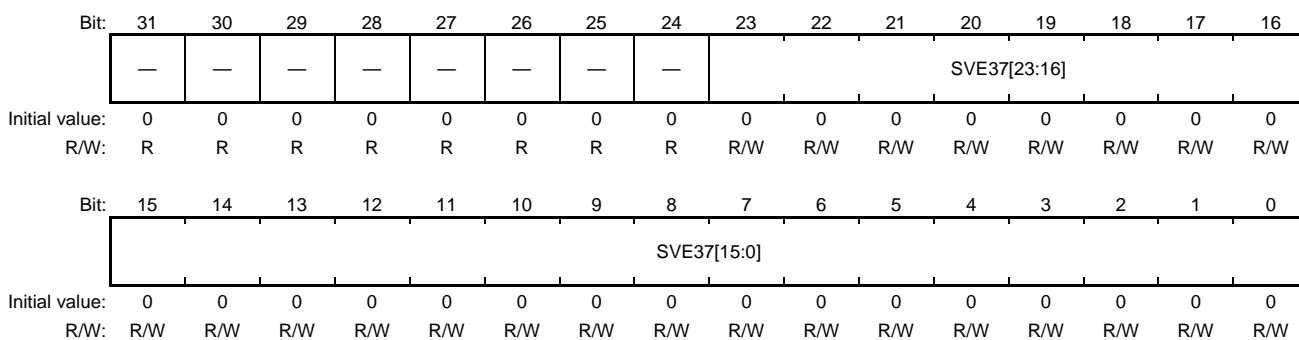 Bit: 31 30 29 28 27 26 25 24 23 22 21 20 19 18 17 16
— — — — — — — — SVE37[23:16]
Initial value: 0 0 0 0 0 0 0 0 0 0 0 0 0 0 0 0
R/W: R R R R R R R R R/W R/W R/W R/W R/W R/W R/W R/W
Bit: 15 14 13 12 11 10 9 8 7 6 5 4 3 2 1 0
SVE37[15:0]
Initial value: 0 0 0 0 0 0 0 0 0 0 0 0 0 0 0 0
R/W: R/W R/W R/W R/W R/W R/W R/W R/W R/W R/W R/W R/W R/W R/W R/W R/W